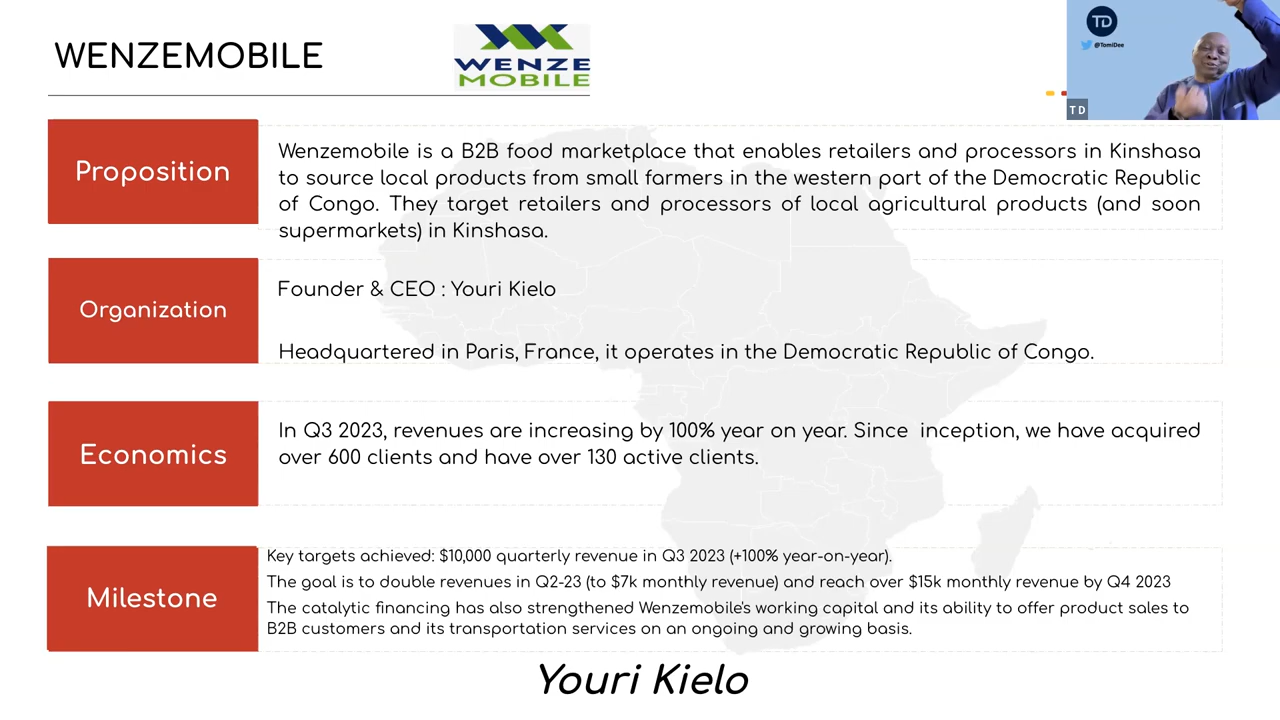 WENZEMOBILE
WENZE
MOBILE
TD
@TomiDee
T D
Proposition
Wenzemobile is a B2B food marketplace that enables retailers and processors in Kinshasa
to source local products from small farmers in the western part of the Democratic Republic
of Congo. They target retailers and processors of local agricultural products (and soon
supermarkets) in Kinshasa.
Organization
Founder & CEO : Youri Kielo
Headquartered in Paris, France, it operates in the Democratic Republic of Congo.
Economics
In Q3 2023, revenues are increasing by 100% year on year. Since inception, we have acquired
over 600 clients and have over 130 active clients.
Milestone
Key targets achieved: $10,000 quarterly revenue in Q3 2023 (+100% year-on-year).
The goal is to double revenues in Q2-23 (to $7k monthly revenue) and reach over $15k monthly revenue by Q4 2023
The catalytic financing has also strengthened Wenzemobile's working capital and its ability to offer product sales to
B2B customers and its transportation services on an ongoing and growing basis.
Youri Kielo